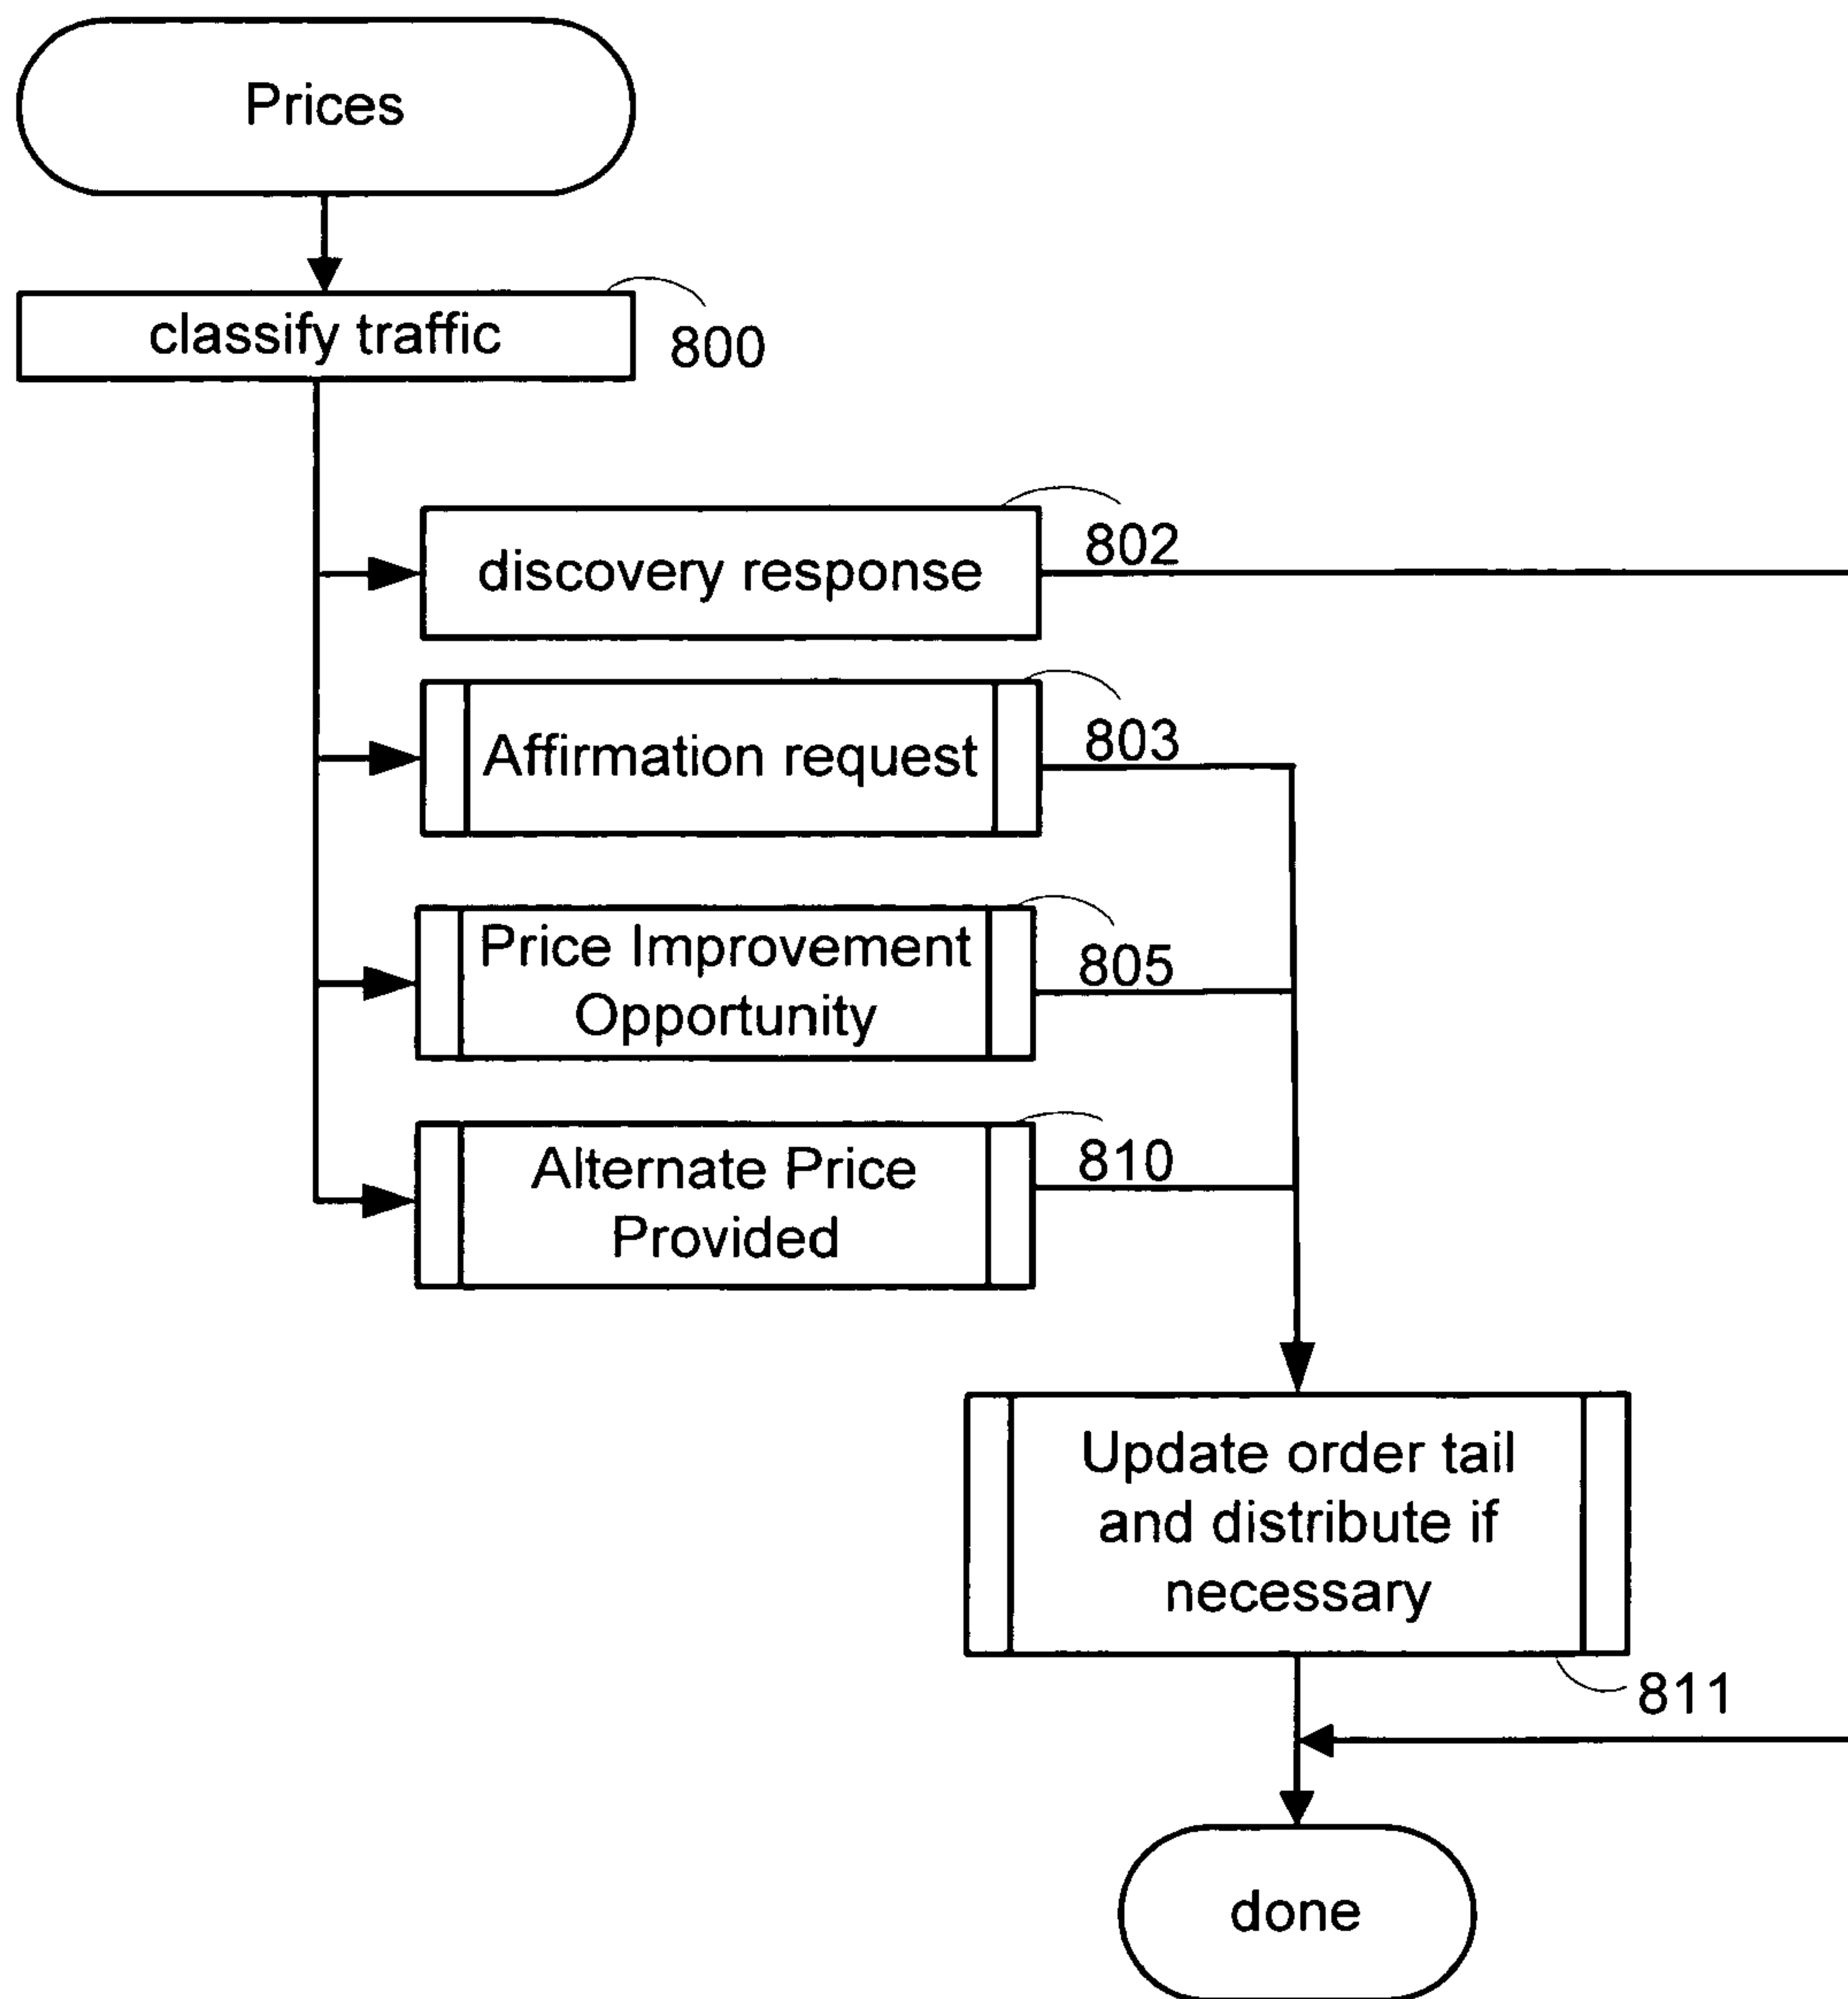 Prices
classify traffic
800
discovery response
802
Affirmation request
803
Price Improvement
Opportunity
805
Alternate Price
Provided
810
Update order tail
and distribute if
necessary
811
done